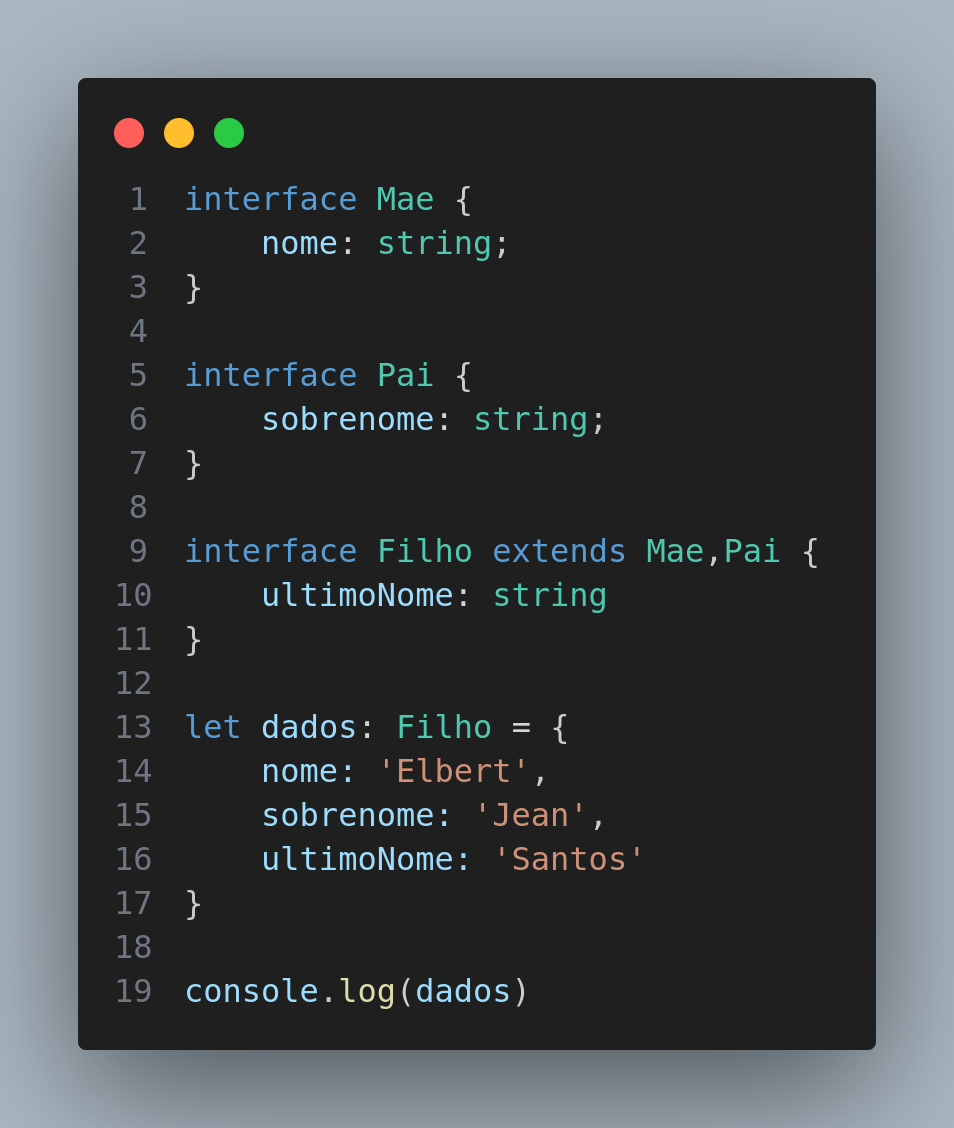 1 interface Mae {
2     nome: string;
3 }
4
5 interface Pai {
6     sobrenome: string;
7 }
8
9 interface Filho extends Mae,Pai {
10     ultimoNome: string
11 }
12
13 let dados: Filho = {
14     nome: 'Elbert',
15     sobrenome: 'Jean',
16     ultimoNome: 'Santos'
17 }
18
19 console.log(dados)